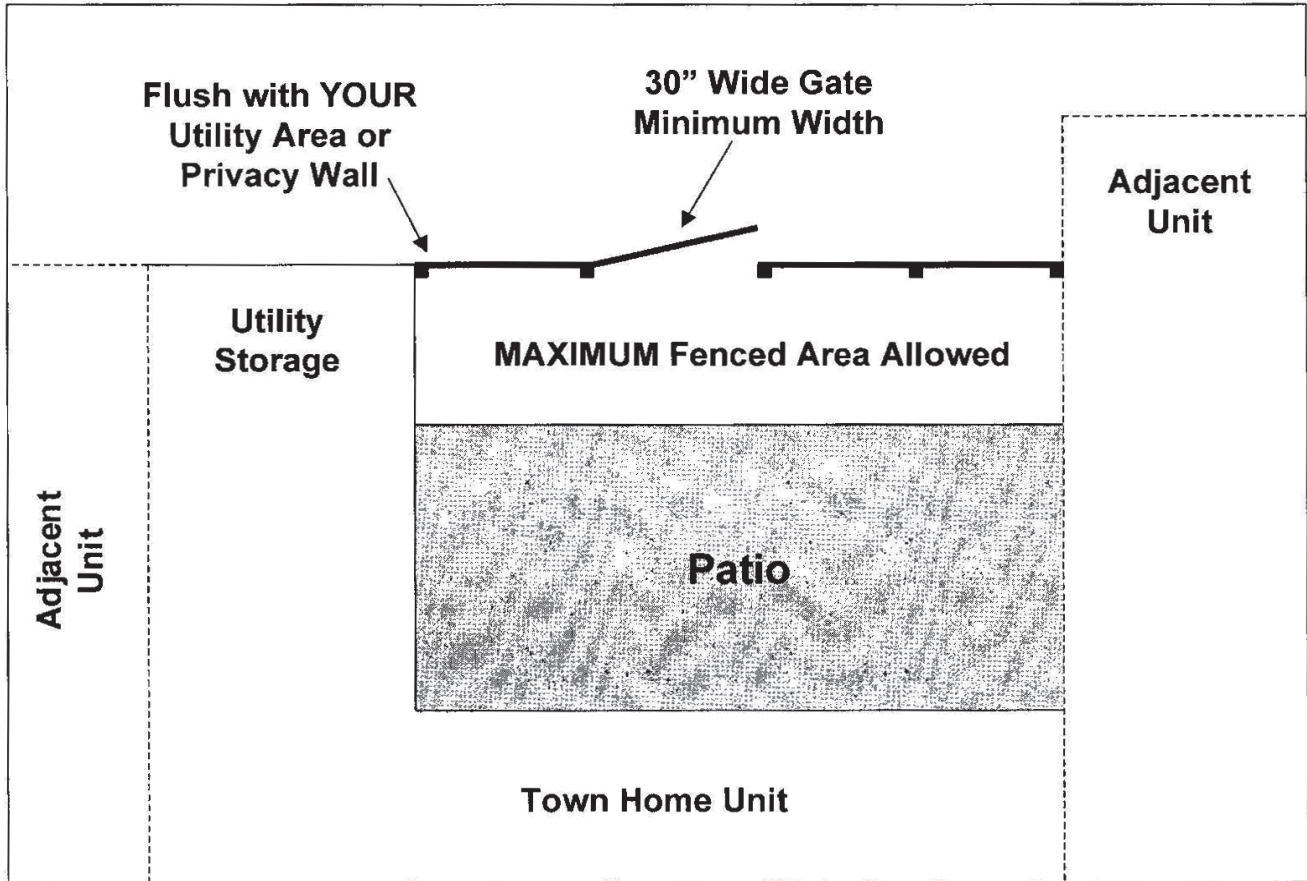 Flush with YOUR
Utility Area or
Privacy Wall
30” Wide Gate
Minimum Width
Adjacent
Unit
Utility
Storage
MAXIMUM Fenced Area Allowed
Adjacent
Unit
Patio
Town Home Unit